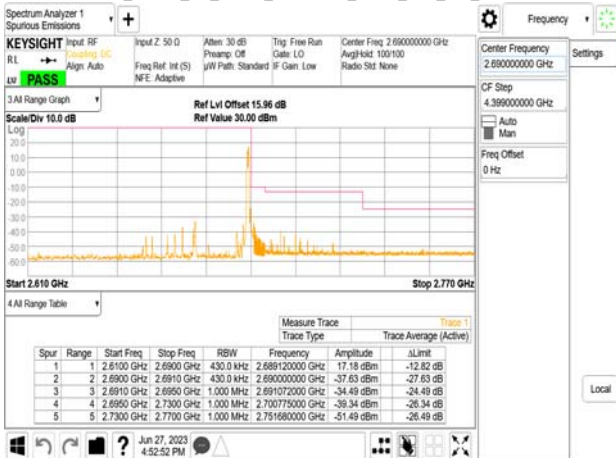 Spectrum Analyzer 1
Spurious Emissions
Frequency
KEYSIGHT Input: RF Input Z: 50 Ω Atten: 30 dB Trig: Free Run Center Freq: 2.690000000 GHz
RL Coupling: DC Preamp: Off Gate: LO Avg|Hold: 100/100
Align: Auto Freq Ref: Int (S) µW Path: Standard IF Gain: Low Radio Std: None
NFE: Adaptive
LV PASS
Center Frequency
2.690000000 GHz
Settings
CF Step
4.399000000 GHz
Auto
Man
Freq Offset
0 Hz
Local
3 All Range Graph
Ref Lvl Offset 15.96 dB
Scale/Div 10.0 dB Ref Value 30.00 dBm
Log
20.0
10.0
0.00
-10.0
-20.0
-30.0
-40.0
-50.0
-60.0
Start 2.610 GHz Stop 2.770 GHz
4 All Range Table
Measure Trace Trace 1
Trace Type Trace Average (Active)
Spur Range Start Freq Stop Freq RBW Frequency Amplitude ΔLimit
1 1 2.6100 GHz 2.6900 GHz 430.0 kHz 2.689120000 GHz 17.18 dBm -12.82 dB
2 2 2.6900 GHz 2.6910 GHz 430.0 kHz 2.690000000 GHz -37.63 dBm -27.63 dB
3 3 2.6910 GHz 2.6950 GHz 1.000 MHz 2.691072000 GHz -34.49 dBm -24.49 dB
4 4 2.6950 GHz 2.7300 GHz 1.000 MHz 2.700775000 GHz -39.34 dBm -26.34 dB
5 5 2.7300 GHz 2.7700 GHz 1.000 MHz 2.751680000 GHz -51.49 dBm -26.49 dB
Jun 27, 2023
4:52:52 PM